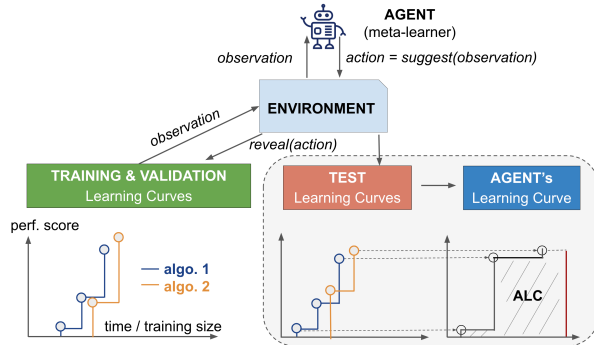 AGENT
(meta-learner)
observation
action = suggest(observation)
ENVIRONMENT
observation
reveal(action)
TRAINING & VALIDATION
Learning Curves
TEST
Learning Curves
AGENT's
Learning Curve
perf. score
algo. 1
algo. 2
time / training size
ALC